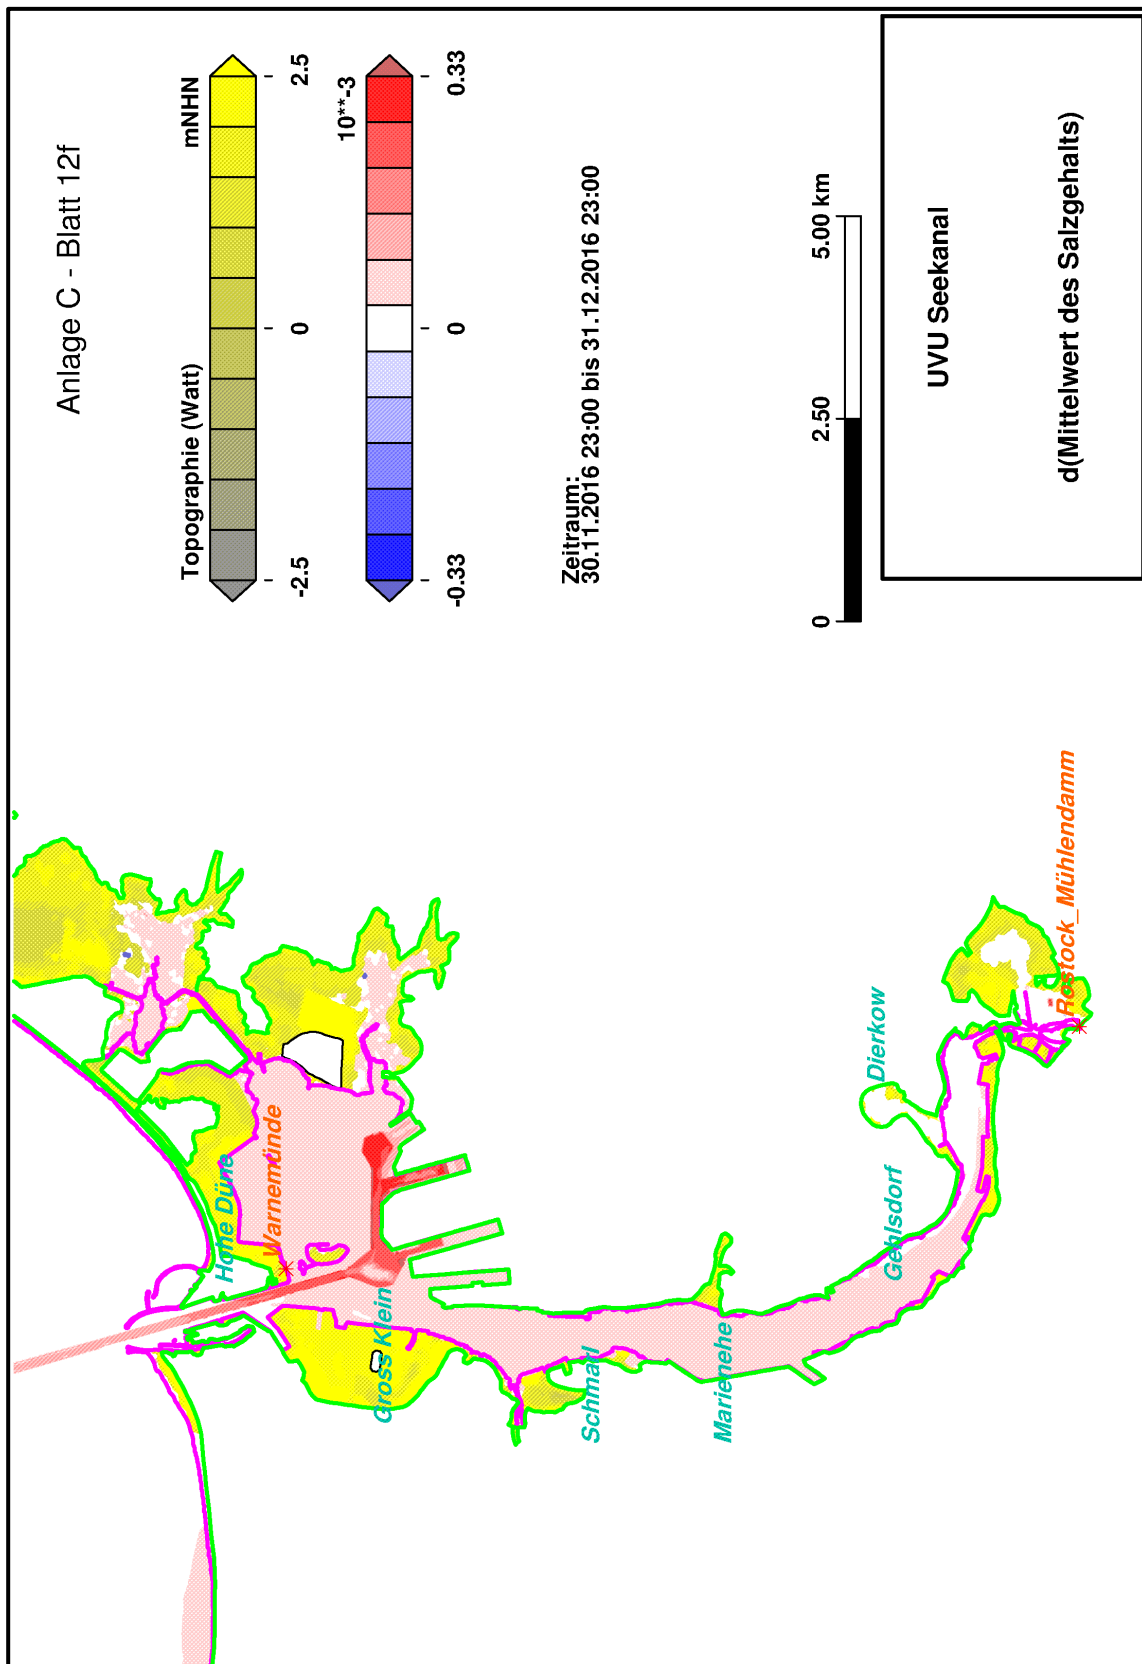 Anlage C - Blatt 12f
Topographie (Watt) mNHN
-2.5 0 2.5
10**-3
-0.33 0 0.33
Zeitraum:
30.11.2016 23:00 bis 31.12.2016 23:00
0 2.50 5.00 km
UVU Seekanal
d(Mittelwert des Salzgehalts)
Hohe Düne
Warnemünde
Gross Klein
Schmarl
Marienehe
Gehlsdorf
Dierkow
Rostock_Mühlendamm